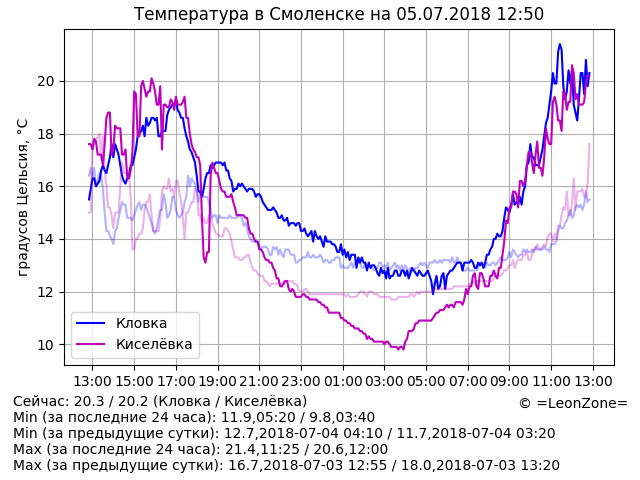 Температура в Смоленске на 05.07.2018 12:50
градусов Цельсия, °C
20
18
16
14
12
10
Кловка
Киселёвка
13:00 15:00 17:00 19:00 21:00 23:00 01:00 03:00 05:00 07:00 09:00 11:00 13:00
Сейчас: 20.3 / 20.2 (Кловка / Киселёвка)
© =LeonZone=
Min (за последние 24 часа): 11.9,05:20 / 9.8,03:40
Min (за предыдущие сутки): 12.7,2018-07-04 04:10 / 11.7,2018-07-04 03:20
Max (за последние 24 часа): 21.4,11:25 / 20.6,12:00
Max (за предыдущие сутки): 16.7,2018-07-03 12:55 / 18.0,2018-07-03 13:20